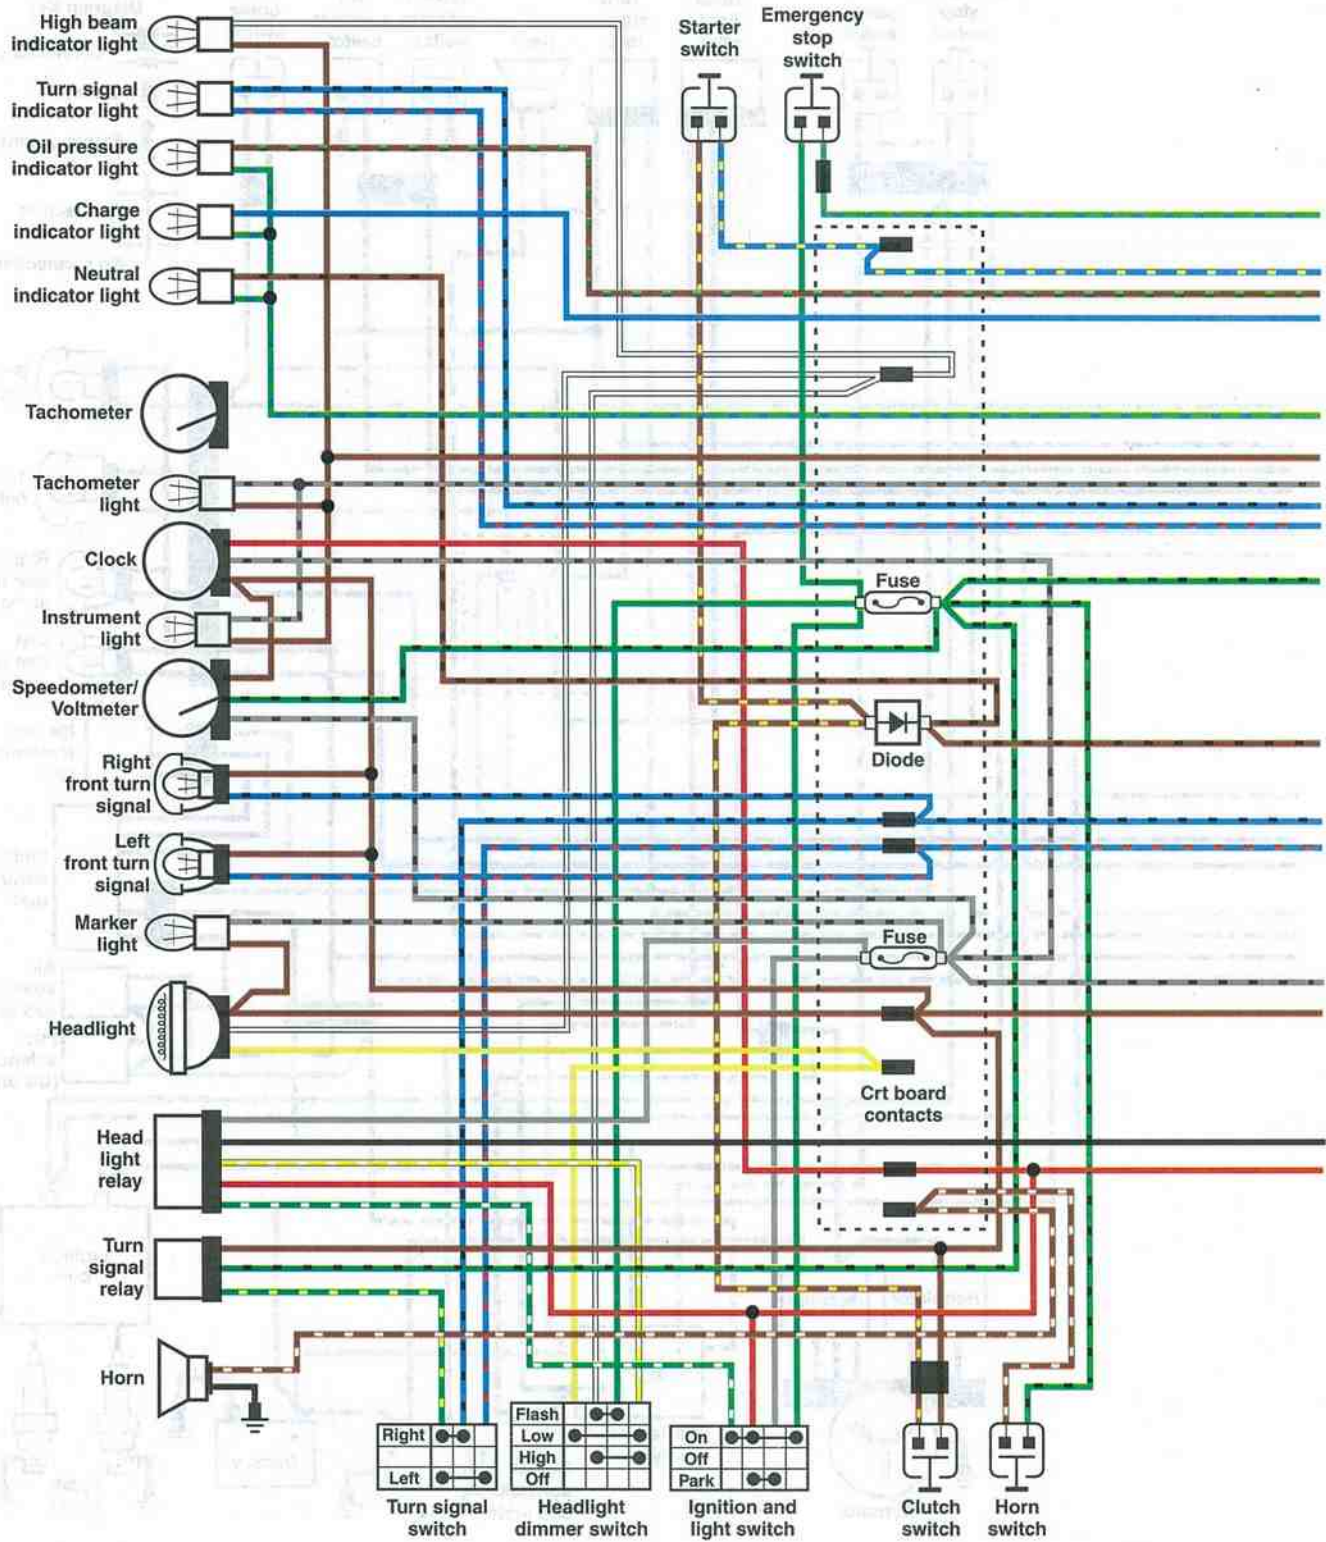 High beam
indicator light
Turn signal
indicator light
Oil pressure
indicator light
Charge
indicator light
Neutral
indicator light
Tachometer
Tachometer
light
Clock
Instrument
light
Speedometer/
Voltmeter
Right
front turn
signal
Left
front turn
signal
Marker
light
Headlight
Head
light
relay
Turn
signal
relay
Horn
Starter
switch
Emergency
stop
switch
Fuse
Diode
Fuse
Crt board
contacts
Right
Left
Turn signal
switch
Flash
Low
High
Off
Headlight
dimmer switch
On
Off
Park
Ignition and
light switch
Clutch
switch
Horn
switch